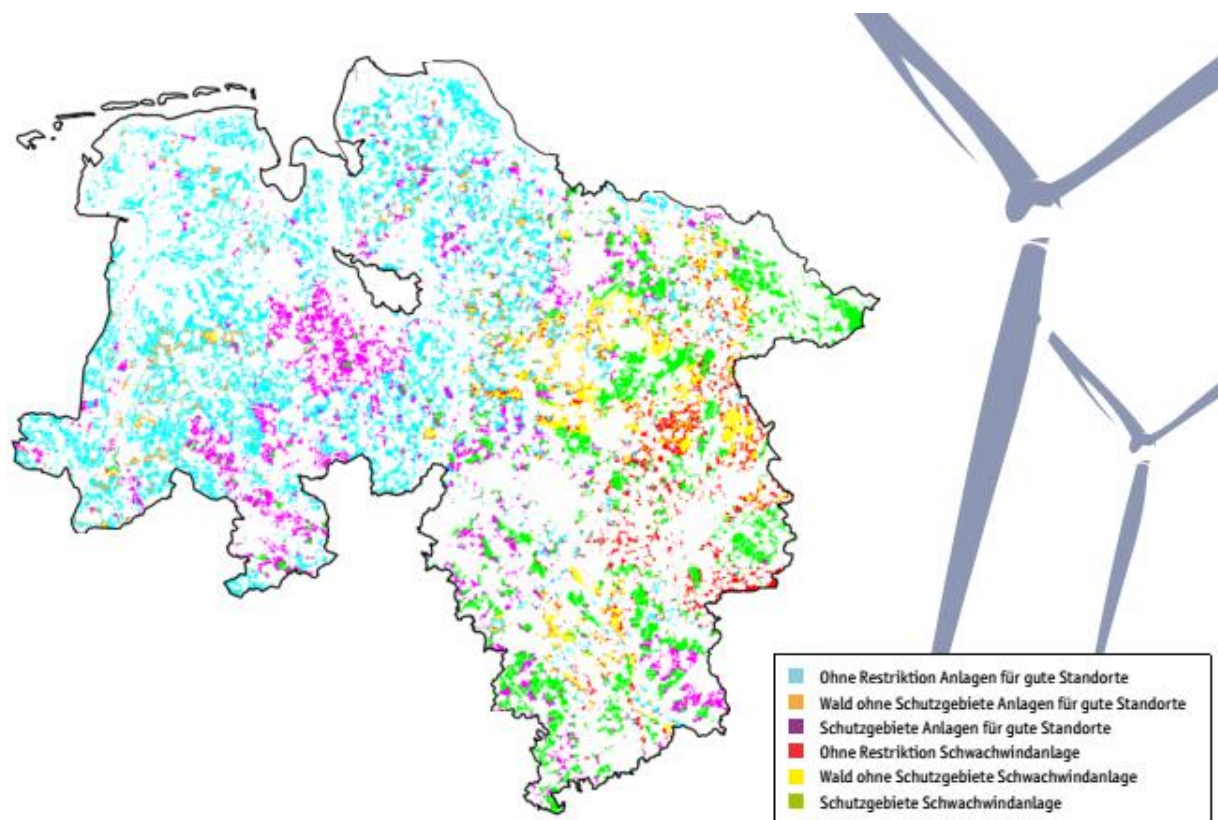 Ohne Restriktion Anlagen für gute Standorte
Wald ohne Schutzgebiete Anlagen für gute Standorte
Schutzgebiete Anlagen für gute Standorte
Ohne Restriktion Schwachwindanlage
Wald ohne Schutzgebiete Schwachwindanlage
Schutzgebiete Schwachwindanlage